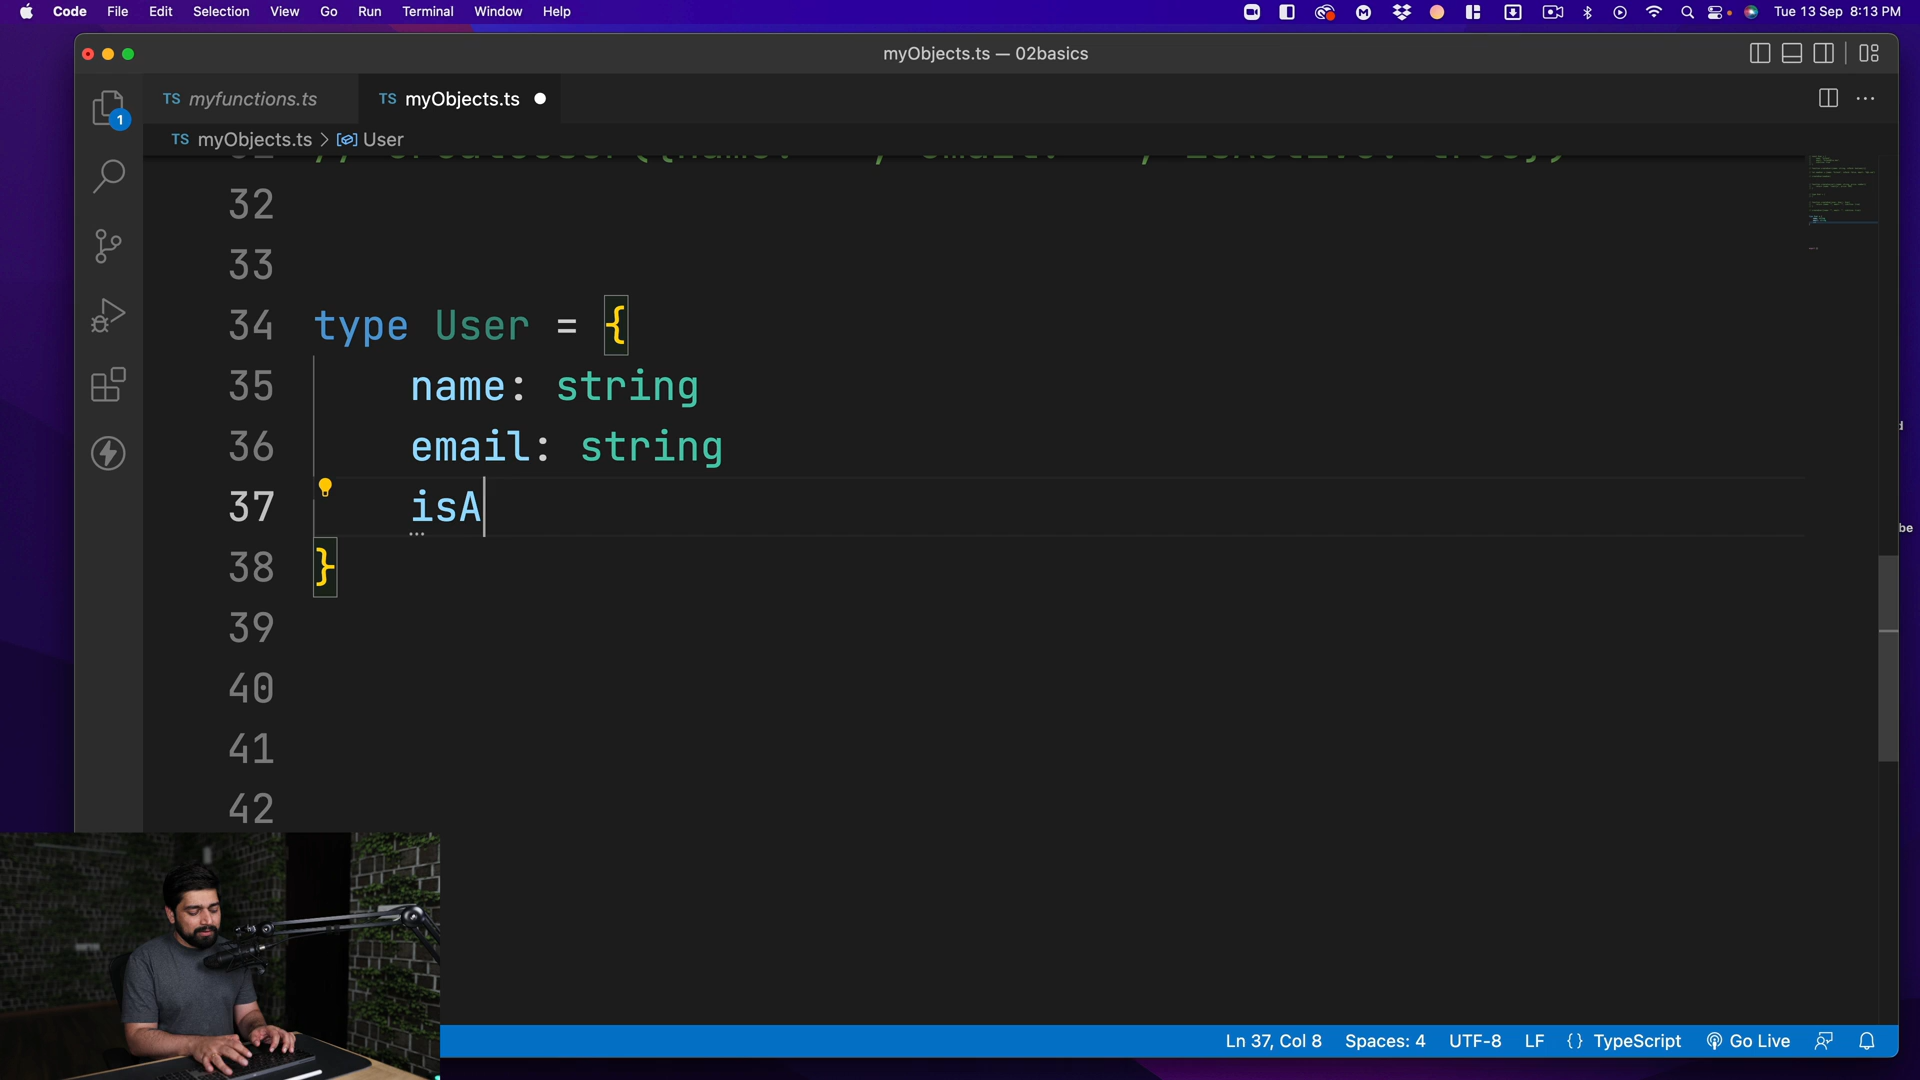 Code File Edit Selection View Go Run Terminal Window Help Tue 13 Sep 8:13 PM
myObjects.ts — 02basics
TS myfunctions.ts TS myObjects.ts
1
TS myObjects.ts > User
32
33
34 type User = {
35 name: string
36 email: string
37 isA
38 }
39
40
41
42
Ln 37, Col 8 Spaces: 4 UTF-8 LF {} TypeScript Go Live